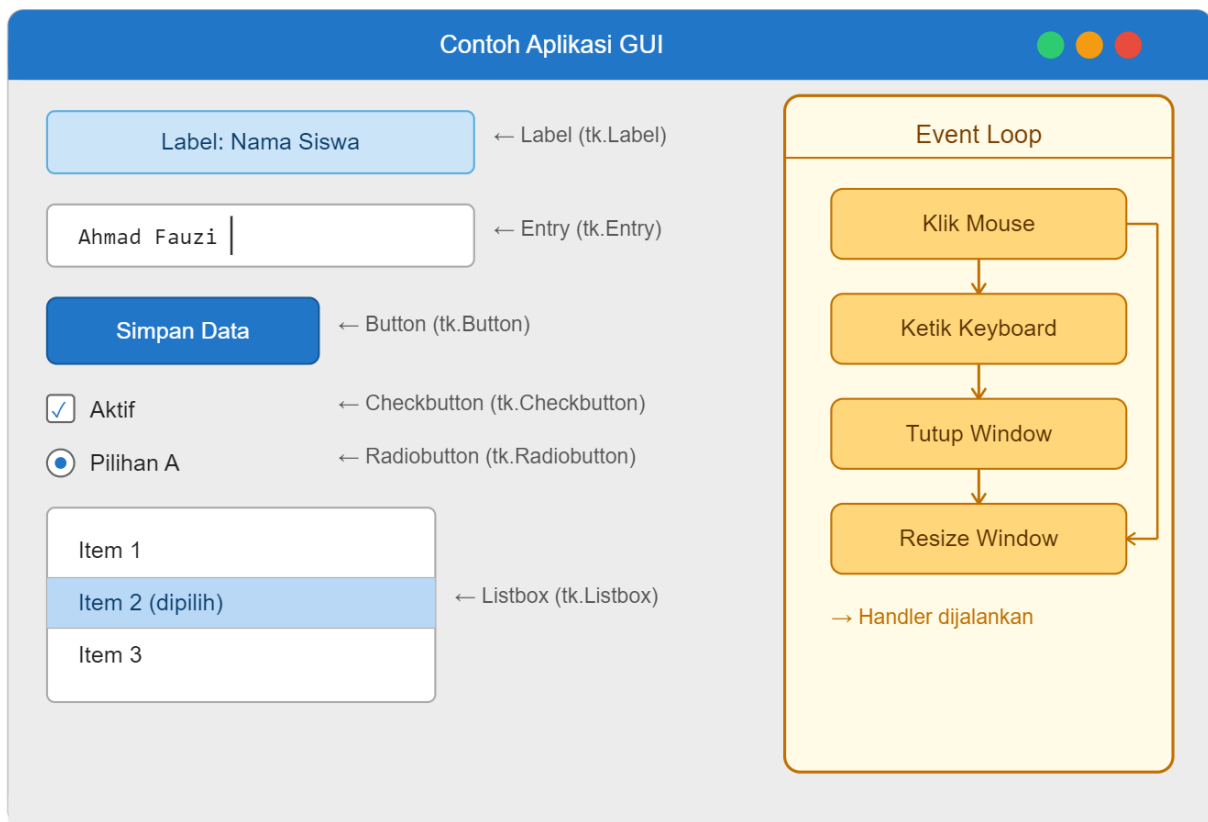 Contoh Aplikasi GUI
Label: Nama Siswa
← Label (tk.Label)
Ahmad Fauzi
← Entry (tk.Entry)
Simpan Data
← Button (tk.Button)
Aktif
← Checkbutton (tk.Checkbutton)
Pilihan A
← Radiobutton (tk.Radiobutton)
Item 1
Item 2 (dipilih)
Item 3
← Listbox (tk.Listbox)
Event Loop
Klik Mouse
Ketik Keyboard
Tutup Window
Resize Window
→ Handler dijalankan